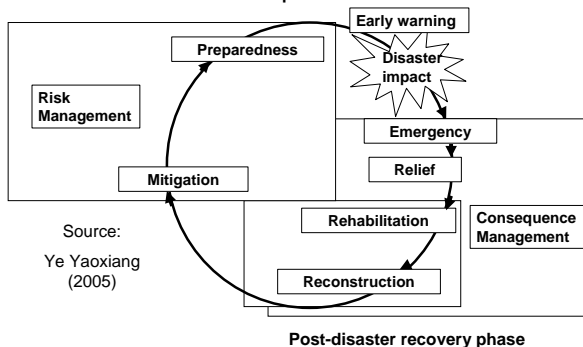 Early warning
Preparedness
Disaster
impact
Risk
Management
Emergency
Relief
Mitigation
Rehabilitation
Consequence
Management
Source:
Ye Yaoxiang
(2005)
Reconstruction
Post-disaster recovery phase